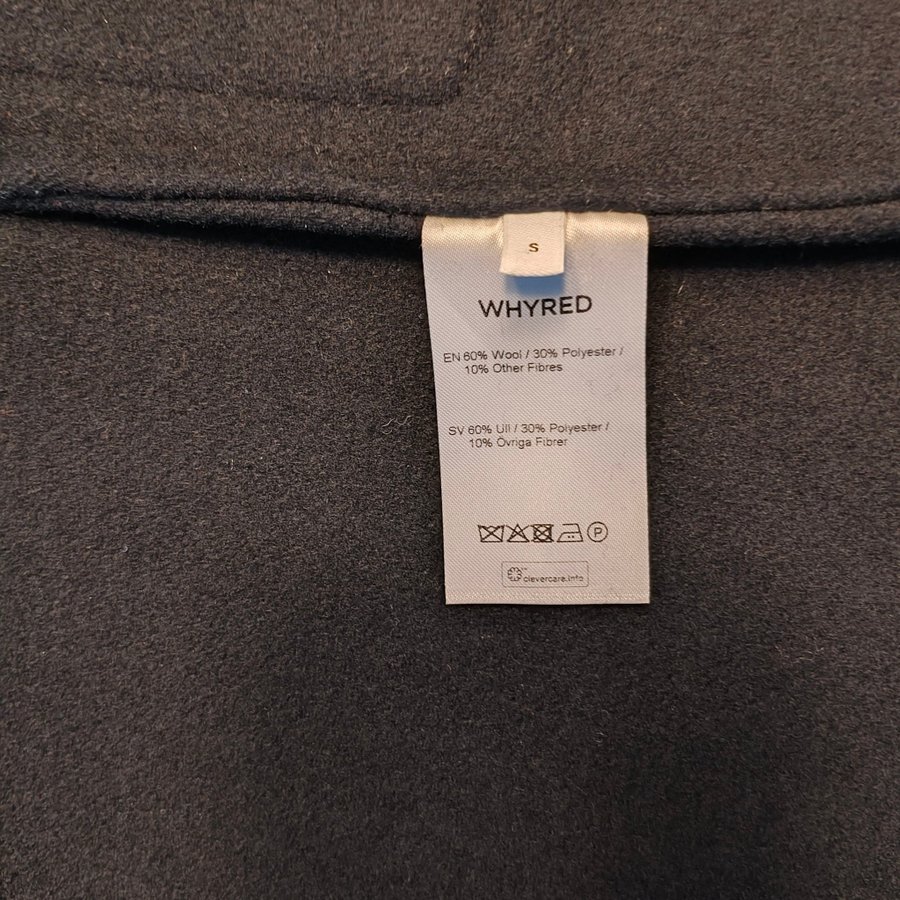 S
WHYRED
EN 60% Wool / 30% Polyester /
10% Other Fibres
SV 60% Ull / 30% Polyester /
10% Övriga Fibrer
P
clevercare.info